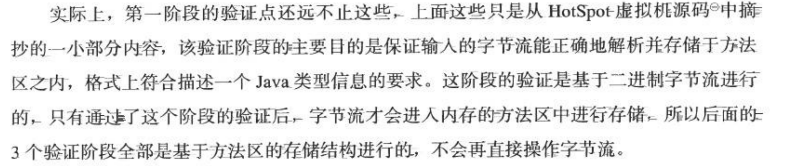 实际上，第一阶段的验证点还远不止这些，上面这些只是从 HotSpot 虚拟机源码⊖中摘
抄的一小部分内容，该验证阶段的主要目的是保证输入的字节流能正确地解析并存储于方法
区之内，格式上符合描述一个 Java 类型信息的要求。这阶段的验证是基于二进制字节流进行
的，只有通过了这个阶段的验证后，字节流才会进入内存的方法区中进行存储，所以后面的
3 个验证阶段全部是基于方法区的存储结构进行的，不会再直接操作字节流。